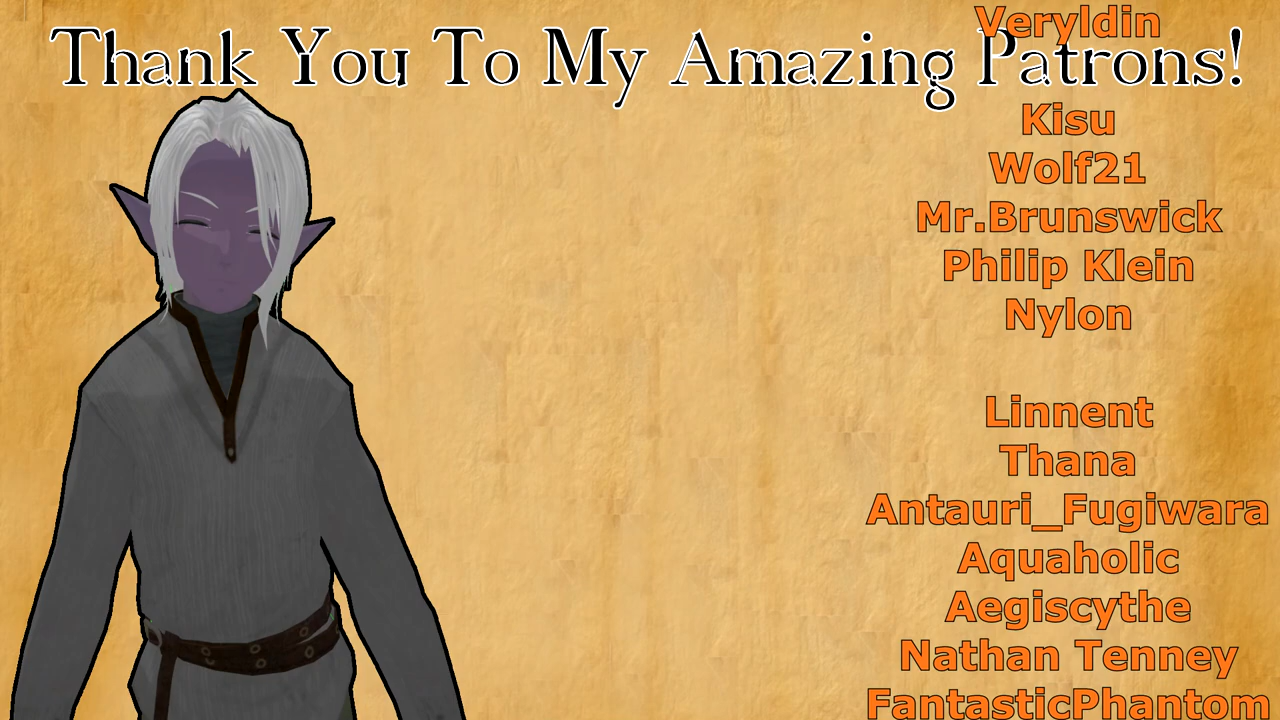 Veryldin
Thank You To My Amazing Patrons!
Kisu
Wolf21
Mr.Brunswick
Philip Klein
Nylon
Linnent
Thana
Antauri_Fugiwara
Aquaholic
Aegiscythe
Nathan Tenney
FantasticPhantom